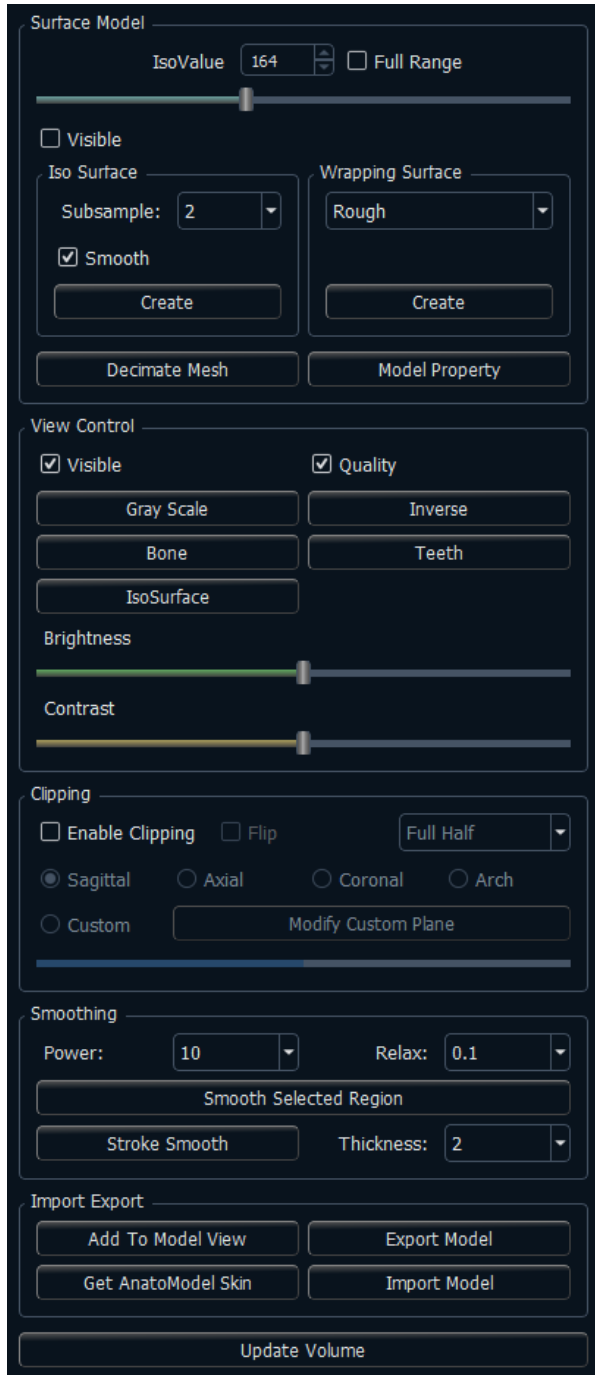 Surface Model
IsoValue 164 Full Range
Visible
Iso Surface Wrapping Surface
Subsample: 2 Rough
Smooth
Create Create
Decimate Mesh Model Property
View Control
Visible Quality
Gray Scale Inverse
Bone Teeth
IsoSurface
Brightness
Contrast
Clipping
Enable Clipping Flip Full Half
Sagittal Axial Coronal Arch
Custom Modify Custom Plane
Smoothing
Power: 10 Relax: 0.1
Smooth Selected Region
Stroke Smooth Thickness: 2
Import Export
Add To Model View Export Model
Get AnatoModel Skin Import Model
Update Volume